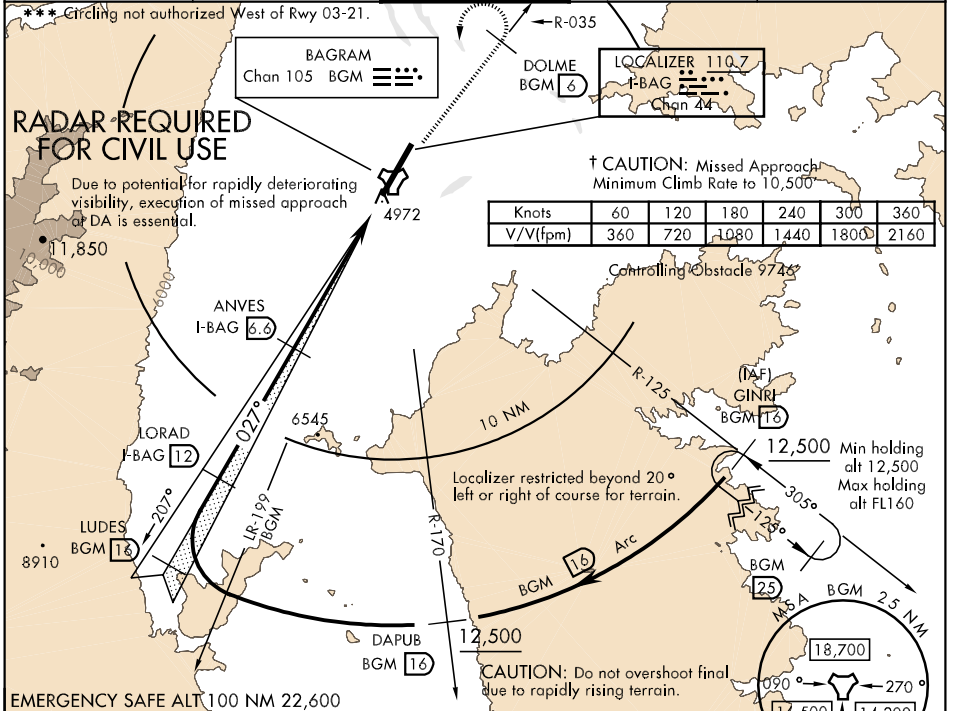 *** Circling not authorized West of Rwy 03-21.
R-035
BAGRAM
Chan 105 BGM
DOLME
BGM 6
LOCALIZER 110.7
I-BAG
Chan 44
RADAR REQUIRED
FOR CIVIL USE
Due to potential for rapidly deteriorating
visibility, execution of missed approach
at DA is essential.
4972
† CAUTION: Missed Approach
Minimum Climb Rate to 10,500'
Knots 60 120 180 240 300 360
V/V(fpm) 360 720 1080 1440 1800 2160
Controlling Obstacle 9746'
11,850
10,000
6000
ANVES
I-BAG 6.6
R-125
(IAF)
GINRI
BGM 16
12,500
Min holding
alt 12,500
Max holding
alt FL160
10 NM
6545
027°
LORAD
I-BAG 12
Localizer restricted beyond 20°
left or right of course for terrain.
305°
125°
207°
LR-199
BGM
R-170
LUDES
BGM 16
8910
BGM 16 Arc
BGM
25
MSA BGM 25 NM
18,700
090° 270°
16,500 14,200
DAPUB
BGM 16
12,500
CAUTION: Do not overshoot final
due to rapidly rising terrain.
EMERGENCY SAFE ALT 100 NM 22,600